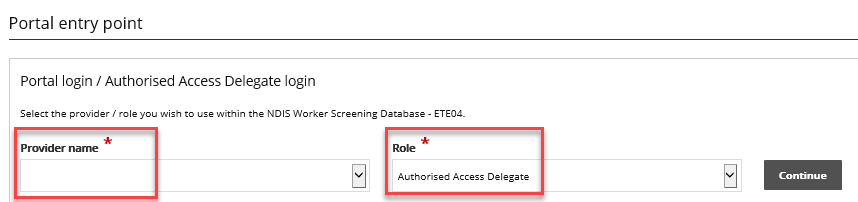 Portal entry point
Portal login / Authorised Access Delegate login
Select the provider / role you wish to use within the NDIS Worker Screening Database - ETE04.
Provider name * Role *
Authorised Access Delegate Continue